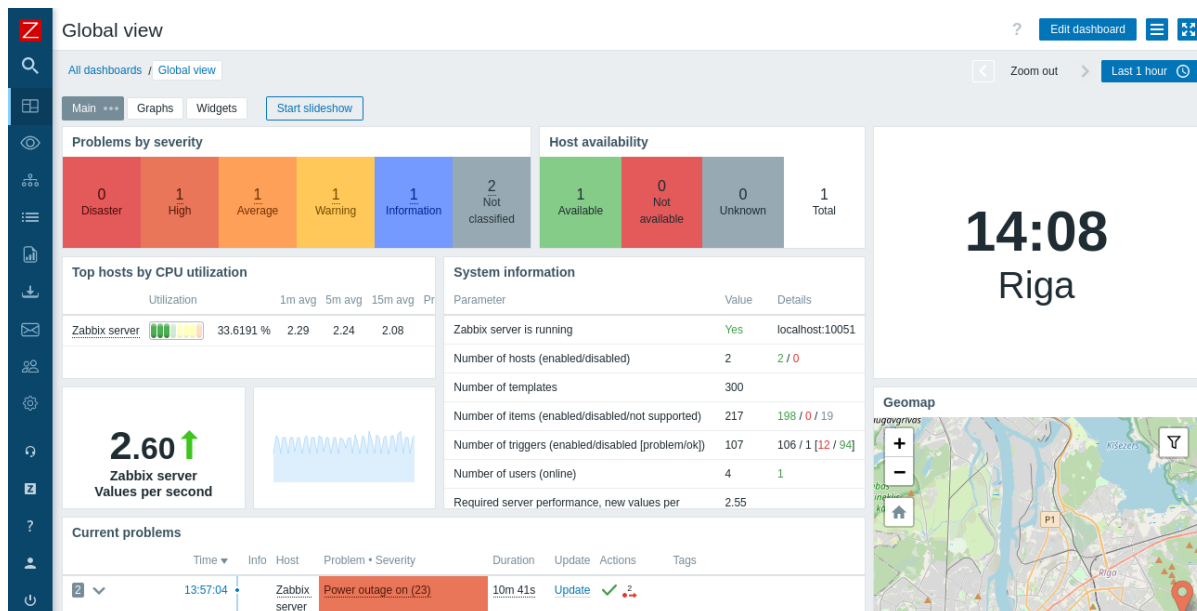 Z
Global view
?
Edit dashboard
All dashboards / Global view
Zoom out
Last 1 hour
Main •••
Graphs
Widgets
Start slideshow
Problems by severity
0
Disaster
1
High
1
Average
1
Warning
1
Information
2
Not
classified
Host availability
1
Available
0
Not
available
0
Unknown
1
Total
14:08
Riga
Top hosts by CPU utilization
Utilization 1m avg 5m avg 15m avg Pr
Zabbix server 33.6191 % 2.29 2.24 2.08
System information
Parameter Value Details
Zabbix server is running Yes localhost:10051
Number of hosts (enabled/disabled) 2 2 / 0
Number of templates 300
Number of items (enabled/disabled/not supported) 217 198 / 0 / 19
Number of triggers (enabled/disabled [problem/ok]) 107 106 / 1 [12 / 94]
Number of users (online) 4 1
Required server performance, new values per 2.55
2.60
Zabbix server
Values per second
Geomap
+
−
Ķīšezers
P1
Rīga
Z
?
Current problems
Time Info Host Problem • Severity Duration Update Actions Tags
2 13:57:04 Zabbix server Power outage on (23) 10m 41s Update 2